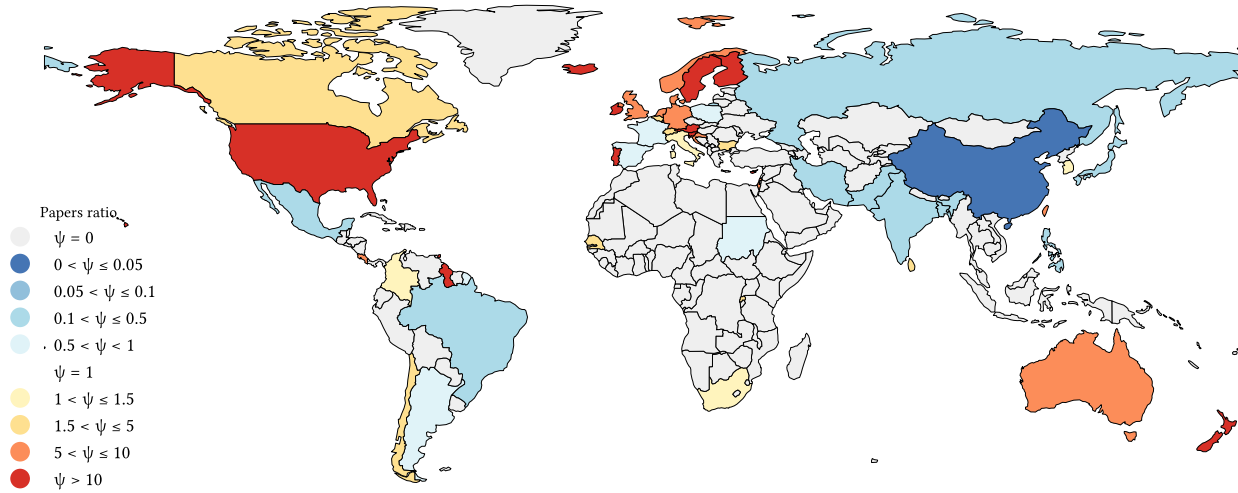 Papers ratio
ψ = 0
0 < ψ ≤ 0.05
0.05 < ψ ≤ 0.1
0.1 < ψ ≤ 0.5
0.5 < ψ < 1
ψ = 1
1 < ψ ≤ 1.5
1.5 < ψ ≤ 5
5 < ψ ≤ 10
ψ > 10